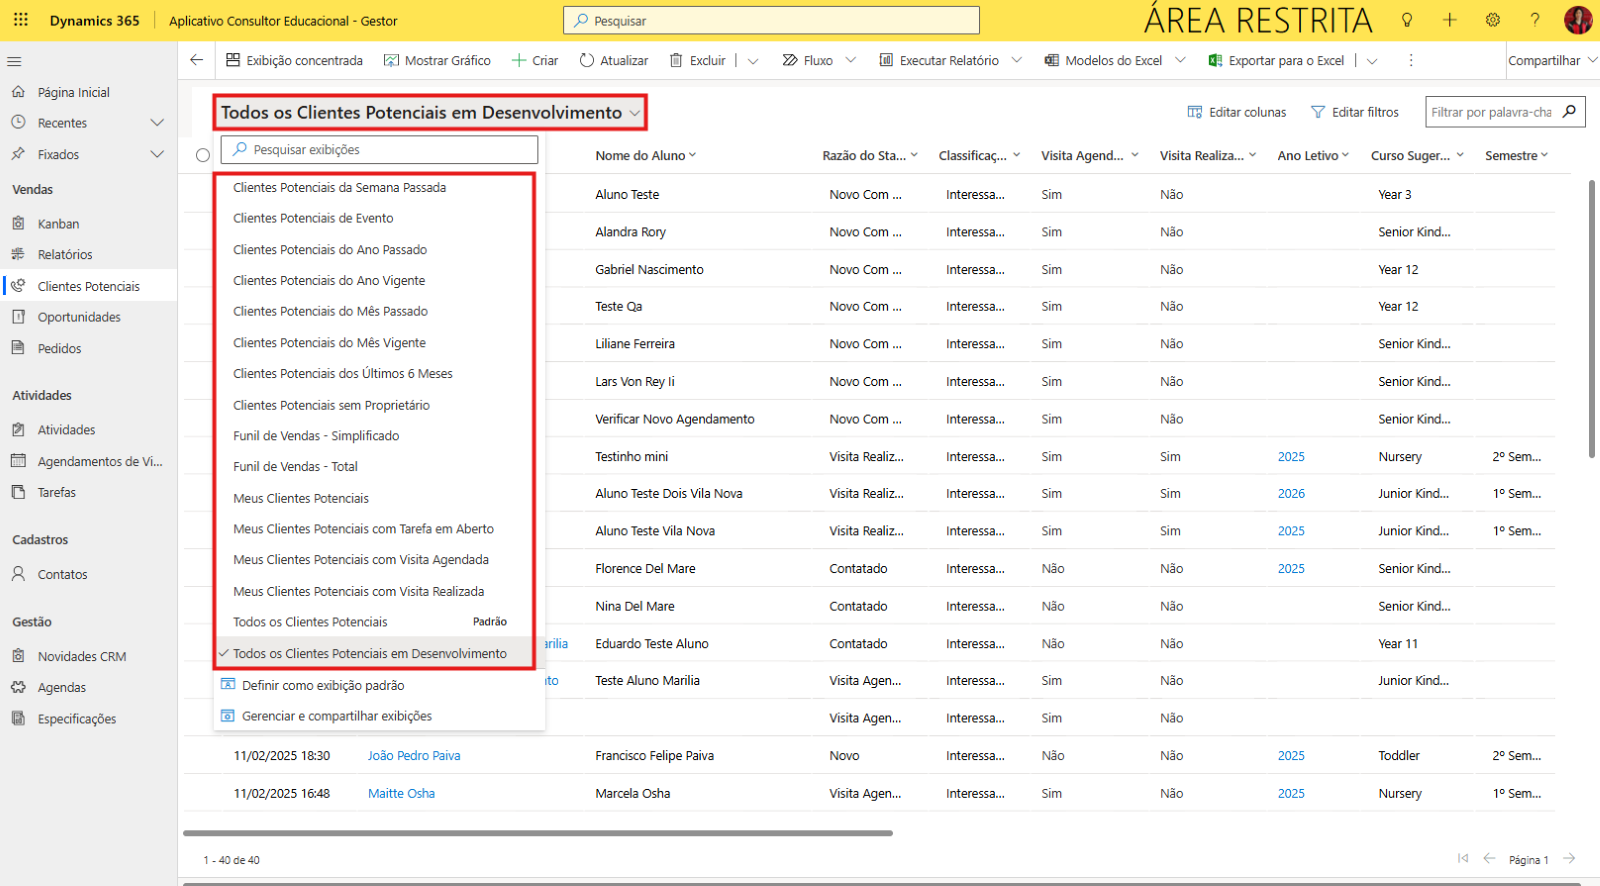 Dynamics 365
Aplicativo Consultor Educacional - Gestor
Pesquisar
ÁREA RESTRITA
Exibição concentrada
Mostrar Gráfico
Criar
Atualizar
Excluir
Fluxo
Executar Relatório
Modelos do Excel
Exportar para o Excel
Compartilhar
Página Inicial
Recentes
Fixados
Vendas
Kanban
Relatórios
Clientes Potenciais
Oportunidades
Pedidos
Atividades
Atividades
Agendamentos de Vi...
Tarefas
Cadastros
Contatos
Gestão
Novidades CRM
Agendas
Especificações
Todos os Clientes Potenciais em Desenvolvimento
Editar colunas
Editar filtros
Filtrar por palavra-cha
Pesquisar exibições
Clientes Potenciais da Semana Passada
Clientes Potenciais de Evento
Clientes Potenciais do Ano Passado
Clientes Potenciais do Ano Vigente
Clientes Potenciais do Mês Passado
Clientes Potenciais do Mês Vigente
Clientes Potenciais dos Últimos 6 Meses
Clientes Potenciais sem Proprietário
Funil de Vendas - Simplificado
Funil de Vendas - Total
Meus Clientes Potenciais
Meus Clientes Potenciais com Tarefa em Aberto
Meus Clientes Potenciais com Visita Agendada
Meus Clientes Potenciais com Visita Realizada
Todos os Clientes Potenciais Padrão
Todos os Clientes Potenciais em Desenvolvimento
Definir como exibição padrão
Gerenciar e compartilhar exibições
Nome do Aluno Razão do Sta... Classificaç... Visita Agend... Visita Realiza... Ano Letivo Curso Suger... Semestre
Aluno Teste Novo Com ... Interessa... Sim Não Year 3
Alandra Rory Novo Com ... Interessa... Sim Não Senior Kind...
Gabriel Nascimento Novo Com ... Interessa... Sim Não Year 12
Teste Qa Novo Com ... Interessa... Sim Não Year 12
Liliane Ferreira Novo Com ... Interessa... Sim Não Senior Kind...
Lars Von Rey Ii Novo Com ... Interessa... Sim Não Senior Kind...
Verificar Novo Agendamento Novo Com ... Interessa... Sim Não Senior Kind...
Testinho mini Visita Realiz... Interessa... Sim Sim 2025 Nursery 2º Sem...
Aluno Teste Dois Vila Nova Visita Realiz... Interessa... Sim Sim 2026 Junior Kind... 1º Sem...
Aluno Teste Vila Nova Visita Realiz... Interessa... Sim Sim 2025 Junior Kind... 1º Sem...
Florence Del Mare Contatado Interessa... Não Não 2025 Senior Kind...
Nina Del Mare Contatado Interessa... Não Não Senior Kind...
arilia Eduardo Teste Aluno Contatado Interessa... Não Não Year 11
to Teste Aluno Marilia Visita Agen... Interessa... Sim Não Junior Kind...
Visita Agen... Interessa... Sim Não
11/02/2025 18:30 João Pedro Paiva Francisco Felipe Paiva Novo Interessa... Não Não 2025 Toddler 2º Sem...
11/02/2025 16:48 Maitte Osha Marcela Osha Visita Agen... Interessa... Sim Não 2025 Nursery 1º Sem...
1 - 40 de 40
Página 1